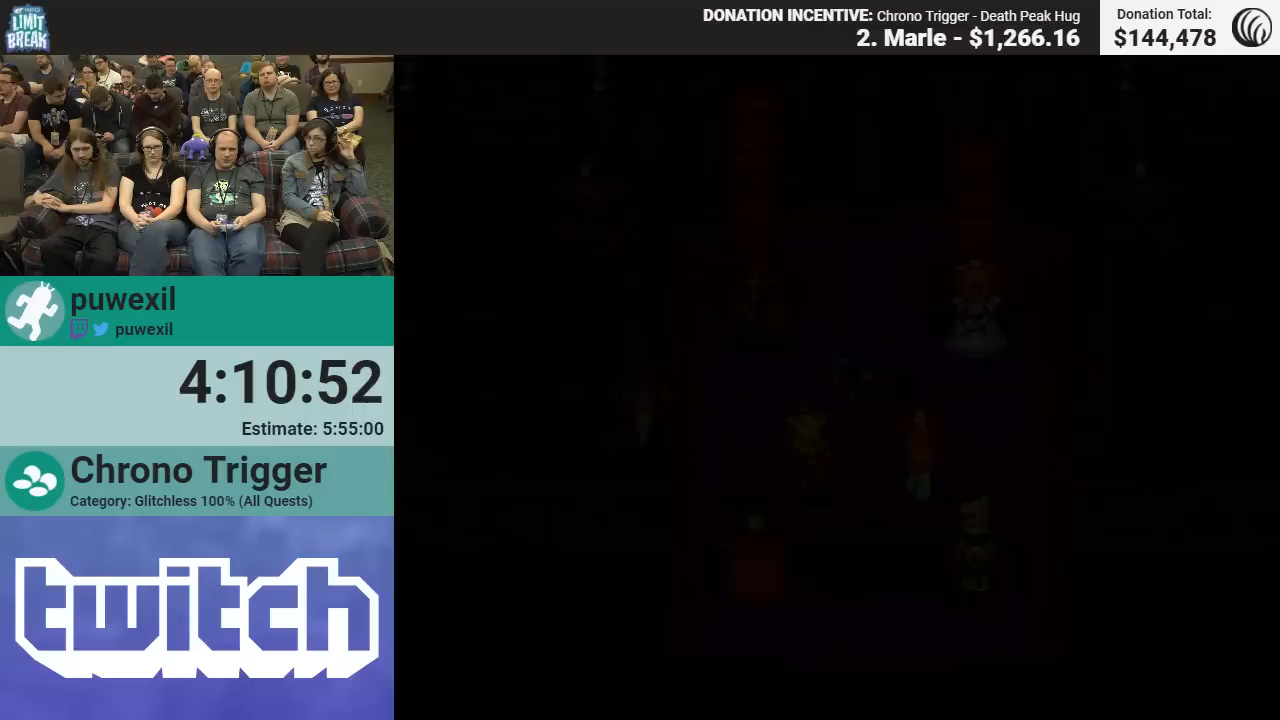 RPG
LIMIT
BREAK
DONATION INCENTIVE: Chrono Trigger - Death Peak Hug
2. Marle - $1,266.16
Donation Total:
$144,478
puwexil
puwexil
4:10:52
Estimate: 5:55:00
Chrono Trigger
Category: Glitchless 100% (All Quests)
twitch